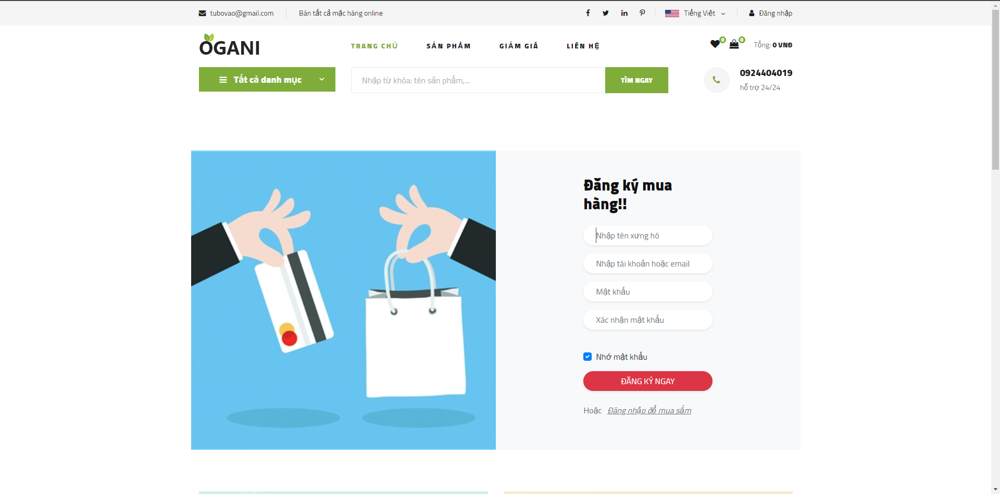 tubovao@gmail.com
Bán tất cả mặc hàng online
Tiếng Việt
Đăng nhập
OGANI
TRANG CHỦ
SẢN PHẨM
GIẢM GIÁ
LIÊN HỆ
0
0
Tổng: 0 VNĐ
Tất cả danh mục
Nhập từ khóa: tên sản phẩm,...
TÌM NGAY
0924404019
hỗ trợ 24/24
Đăng ký mua
hàng!!
Nhập tên xưng hô
Nhập tài khoản hoặc email
Mật khẩu
Xác nhận mật khẩu
Nhớ mật khẩu
ĐĂNG KÝ NGAY
Hoặc Đăng nhập để mua sắm